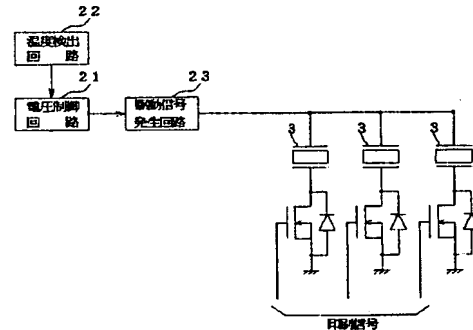 22
温度検出
回 路
21
電圧制御
回 路
23
駆動信号
発生回路
3
3
3
印刷信号